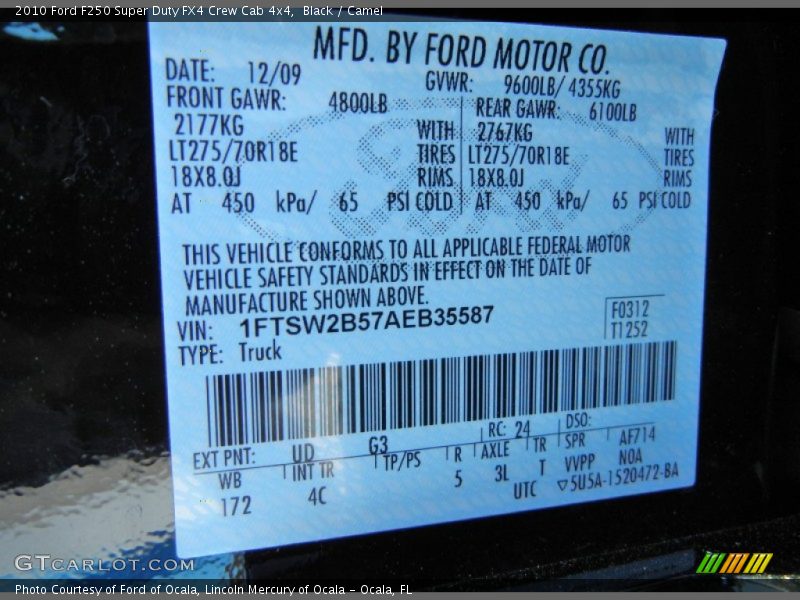 2010 Ford F250 Super Duty FX4 Crew Cab 4x4,  Black / Camel
MFD. BY FORD MOTOR CO.
DATE: 12/09 GVWR: 9600LB/ 4355KG
FRONT GAWR: 4800LB REAR GAWR: 6100LB
2177KG WITH 2767KG WITH
LT275/70R18E TIRES LT275/70R18E TIRES
18X8.0J RIMS 18X8.0J RIMS
AT 450 kPa/ 65 PSI COLD AT 450 kPa/ 65 PSI COLD
THIS VEHICLE CONFORMS TO ALL APPLICABLE FEDERAL MOTOR
VEHICLE SAFETY STANDARDS IN EFFECT ON THE DATE OF
MANUFACTURE SHOWN ABOVE.
VIN: 1FTSW2B57AEB35587 F0312
TYPE: Truck T1252
EXT PNT: UD G3 RC: 24 DSO:
WB INT TR TP/PS R AXLE TR SPR AF714
172 4C 5 3L T VVPP N0A
UTC ▽5U5A-1520472-BA
GTCARLOT.COM
Photo Courtesy of Ford of Ocala, Lincoln Mercury of Ocala - Ocala, FL